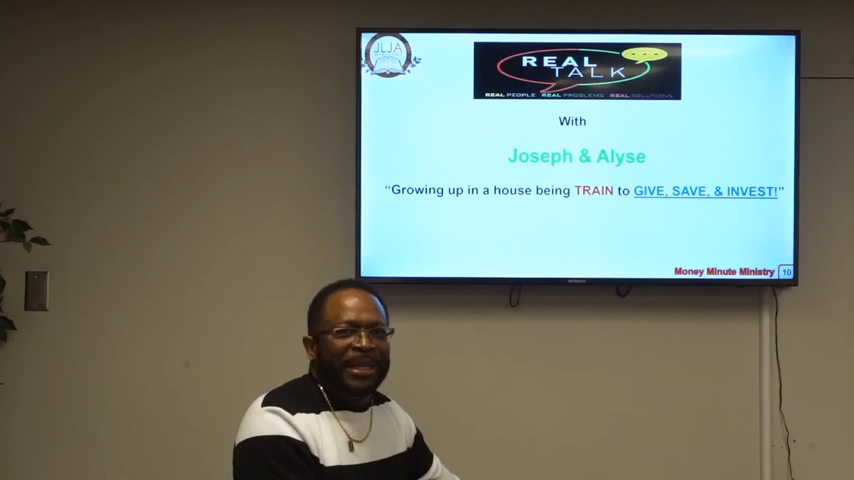 JLJA
REAL
TALK
REAL PEOPLE REAL PROBLEMS REAL SOLUTIONS
With
Joseph & Alyse
“Growing up in a house being TRAIN to GIVE, SAVE, & INVEST!”
Money Minute Ministry 10